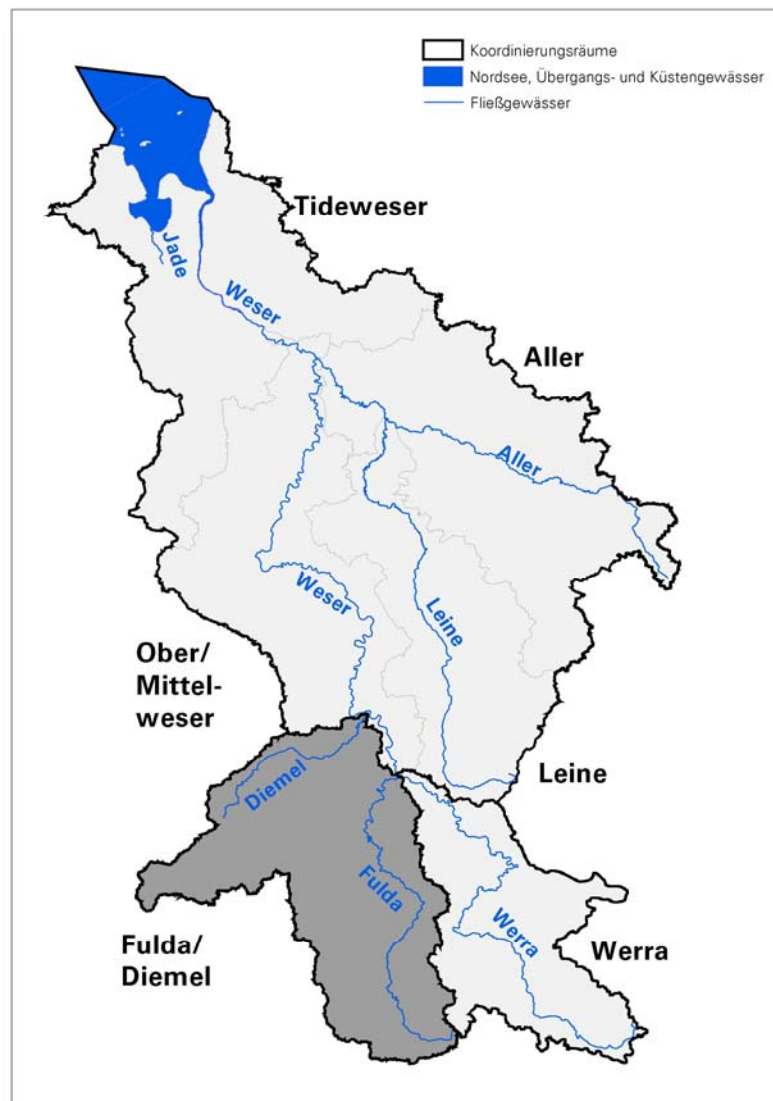 Koordinierungsräume
Nordsee, Übergangs- und Küstengewässer
Fließgewässer
Tideweser
Jade
Weser
Aller
Aller
Weser
Leine
Ober/
Mittel-
weser
Diemel
Leine
Fulda
Werra
Fulda/
Diemel
Werra